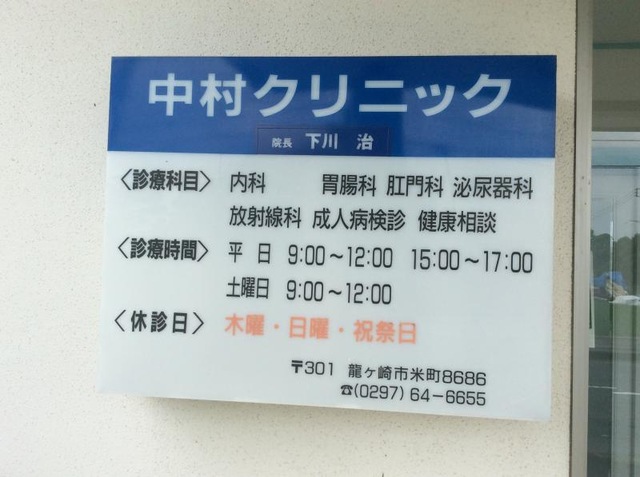 中村クリニック
院長 下川 治
〈診療科目〉 内科 胃腸科 肛門科 泌尿器科
放射線科 成人病検診 健康相談
〈診療時間〉 平 日 9:00～12:00 15:00～17:00
土曜日 9:00～12:00
〈休診日〉 木曜・日曜・祝祭日
〒301 龍ヶ崎市米町8686
☎(0297) 64-6655